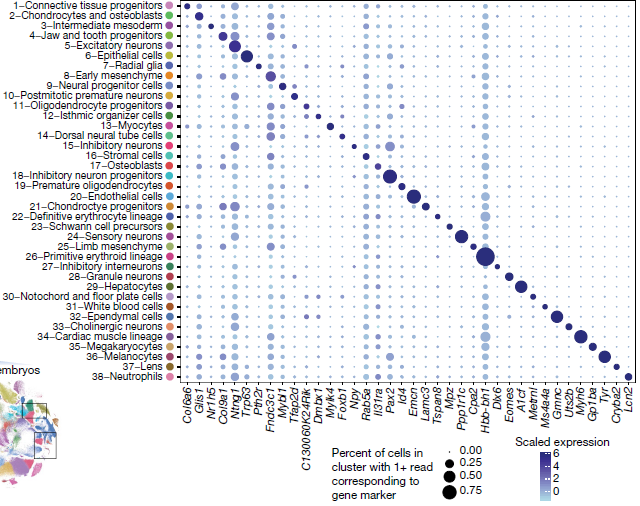 1–Connective tissue progenitors
2–Chondrocytes and osteoblasts
3–Intermediate mesoderm
4–Jaw and tooth progenitors
5–Excitatory neurons
6–Epithelial cells
7–Radial glia
8–Early mesenchyme
9–Neural progenitor cells
10–Postmitotic premature neurons
11–Oligodendrocyte progenitors
12–Isthmic organizer cells
13–Myocytes
14–Dorsal neural tube cells
15–Inhibitory neurons
16–Stromal cells
17–Osteoblasts
18–Inhibitory neuron progenitors
19–Premature oligodendrocytes
20–Endothelial cells
21–Chondroctye progenitors
22–Definitive erythrocyte lineage
23–Schwann cell precursors
24–Sensory neurons
25–Limb mesenchyme
26–Primitive erythroid lineage
27–Inhibitory interneurons
28–Granule neurons
29–Hepatocytes
30–Notochord and floor plate cells
31–White blood cells
32–Ependymal cells
33–Cholinergic neurons
34–Cardiac muscle lineage
35–Megakaryocytes
36–Melanocytes
37–Lens
38–Neutrophils
embryos
Col6a6
Glis1
Nr1h5
Col9a1
Ntng1
Trp63
Pth2r
Fndc3c1
Mybl1
Tfap2d
C130060K24Rik
Dmbx1
Mylk4
Foxb1
Npy
Rab5a
Il31ra
Pax2
Id4
Emcn
Lamc3
Tspan8
Mpz
Ppp1r1c
Cpa2
Hbb-bh1
Dlx6
Eomes
A1cf
Metrnl
Ms4a4a
Gmnc
Uts2b
Myh6
Gp1ba
Tyr
Cryba2
Lcn2
Percent of cells in
cluster with 1+ read
corresponding to
gene marker
0.00
0.25
0.50
0.75
Scaled expression
6
4
2
0